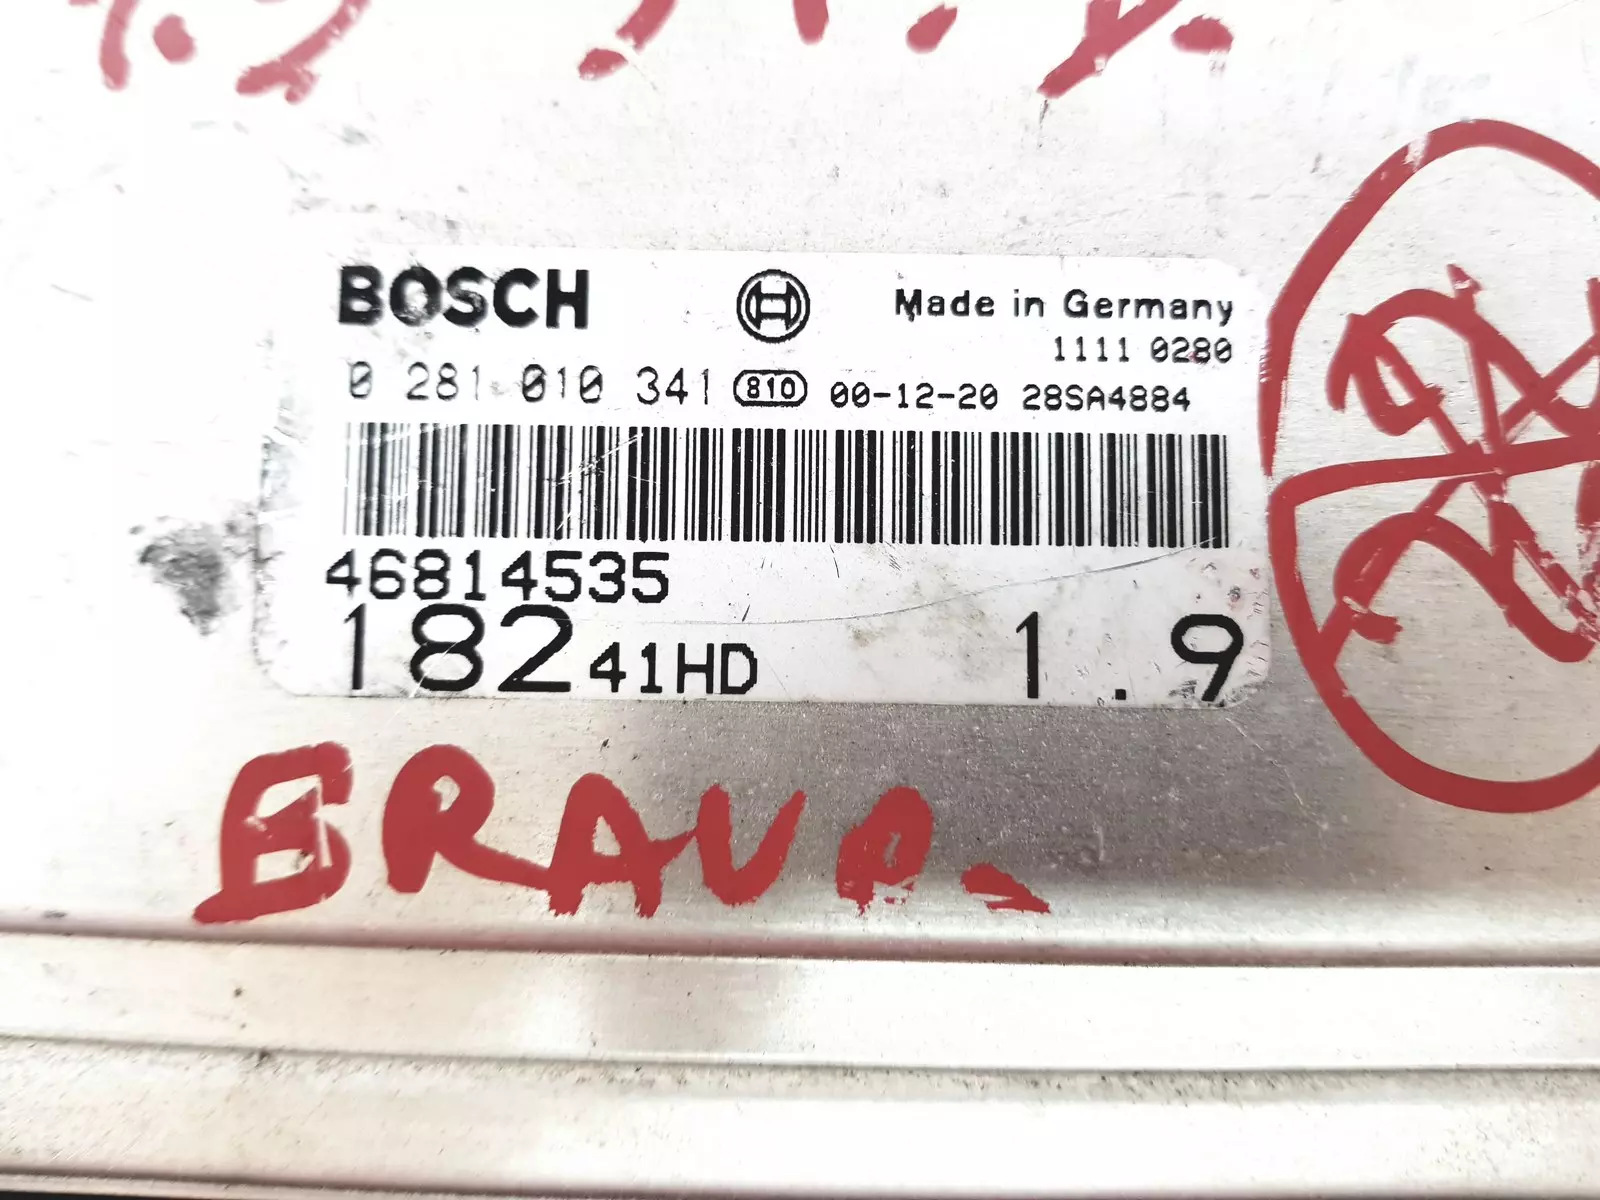 BOSCH
Made in Germany
1111 0280
0 281 010 341 810 00-12-20 28SA4884
46814535
182 41HD 1.9
BRAVO